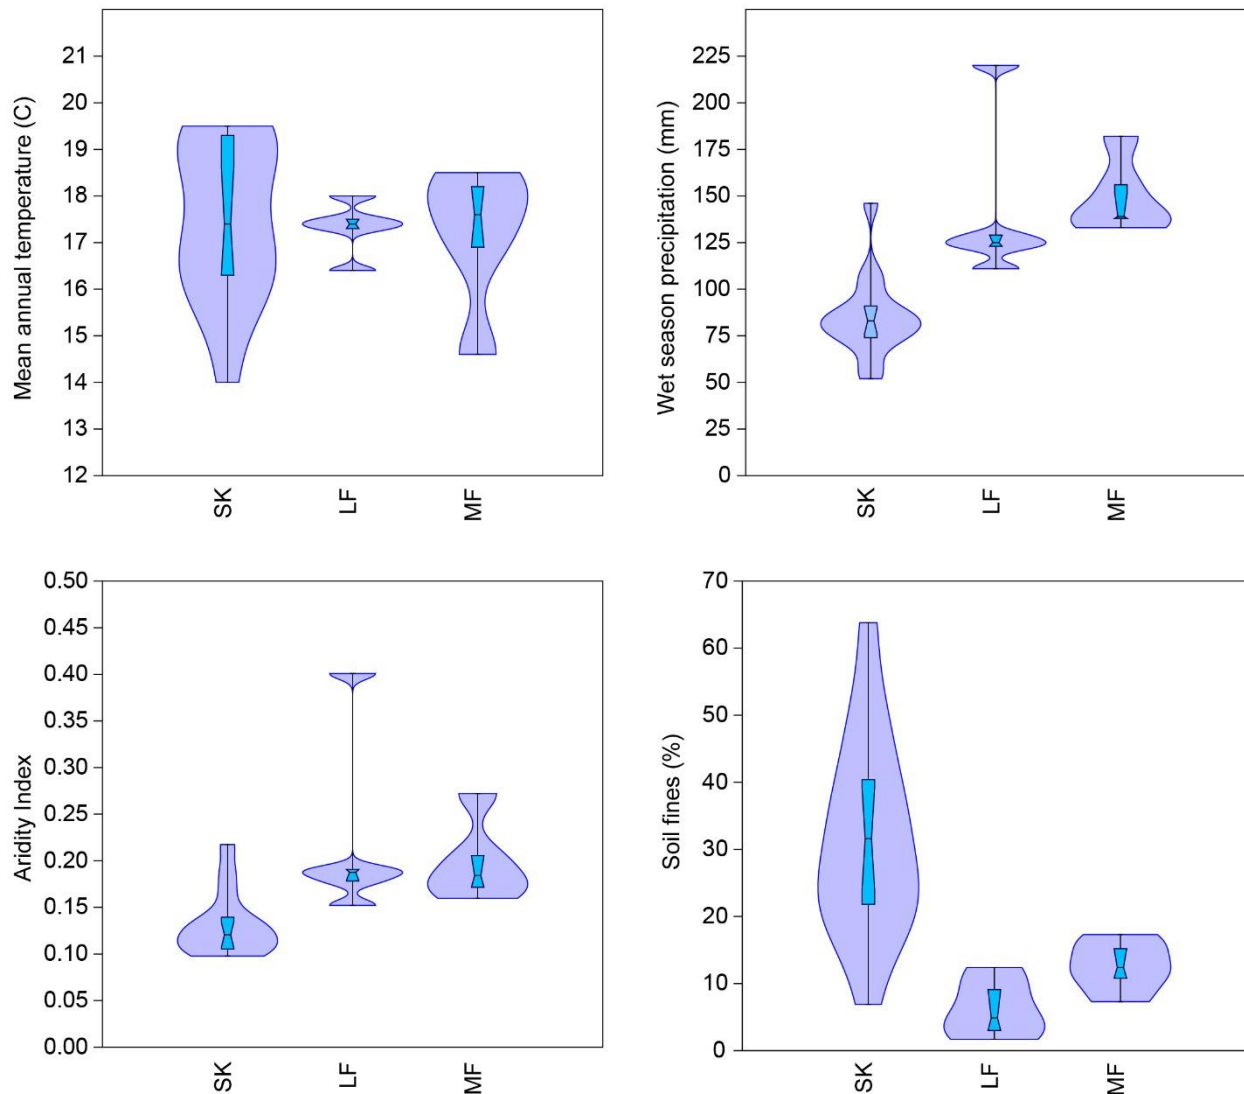 Mean annual temperature (C)
21
20
19
18
17
16
15
14
13
12
SK
LF
MF
Wet season precipitation (mm)
225
200
175
150
125
100
75
50
25
0
SK
LF
MF
Aridity Index
0.50
0.45
0.40
0.35
0.30
0.25
0.20
0.15
0.10
0.05
0.00
SK
LF
MF
Soil fines (%)
70
60
50
40
30
20
10
0
SK
LF
MF